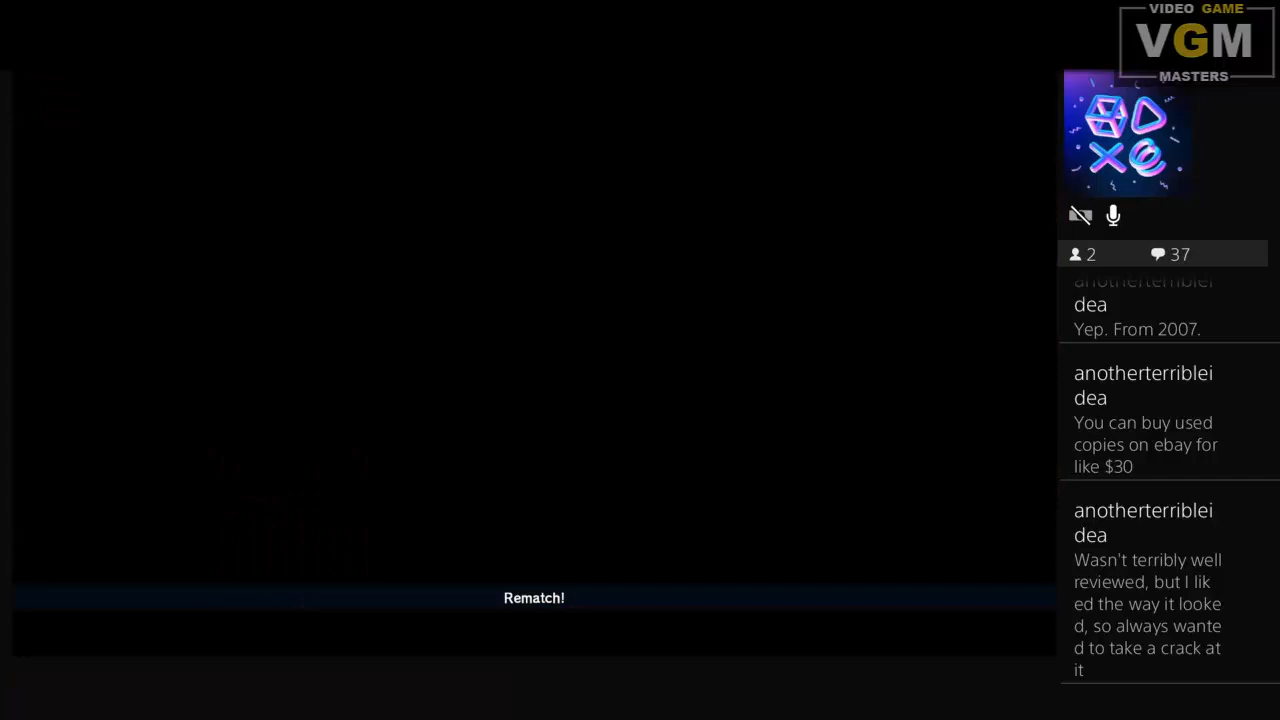 VIDEO GAME
VGM
MASTERS
2 37
anotherterriblei
dea
Yep. From 2007.
anotherterriblei
dea
You can buy used
copies on ebay for
like $30
anotherterriblei
dea
Wasn't terribly well
reviewed, but I lik
ed the way it looke
d, so always wante
d to take a crack at
it
Rematch!